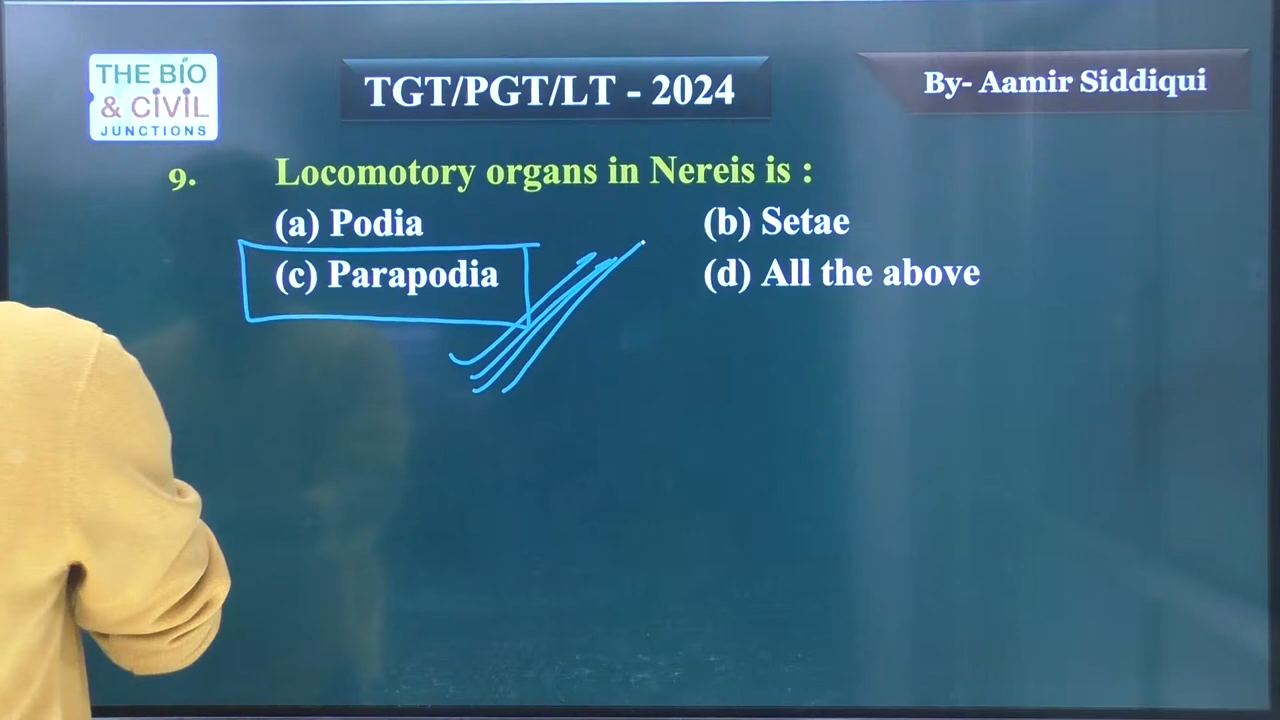 THE BIO
& CIVIL
JUNCTIONS
TGT/PGT/LT - 2024
By- Aamir Siddiqui
9. Locomotory organs in Nereis is :
(a) Podia (b) Setae
(c) Parapodia (d) All the above